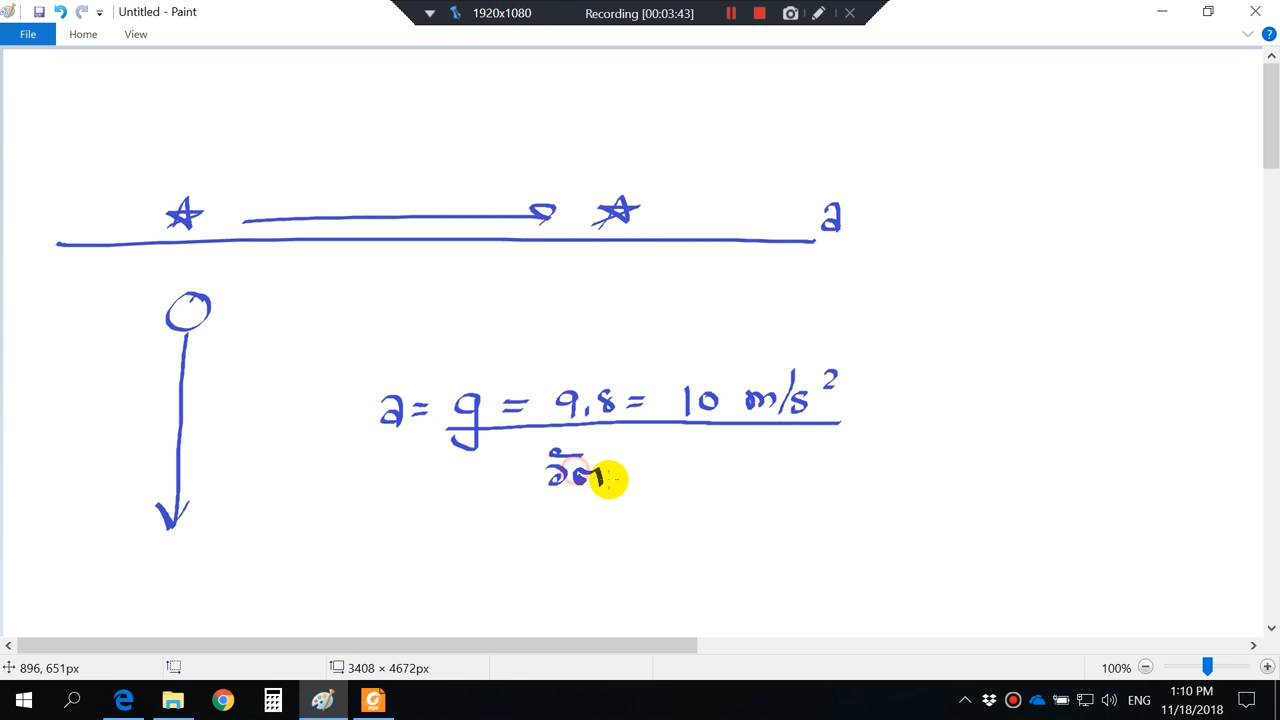 Untitled - Paint
1920x1080
Recording [00:03:43]
File
Home
View
a
a = g = 9.8 = 10 m/s²
896, 651px
3408 × 4672px
100%
ENG
1:10 PM
11/18/2018